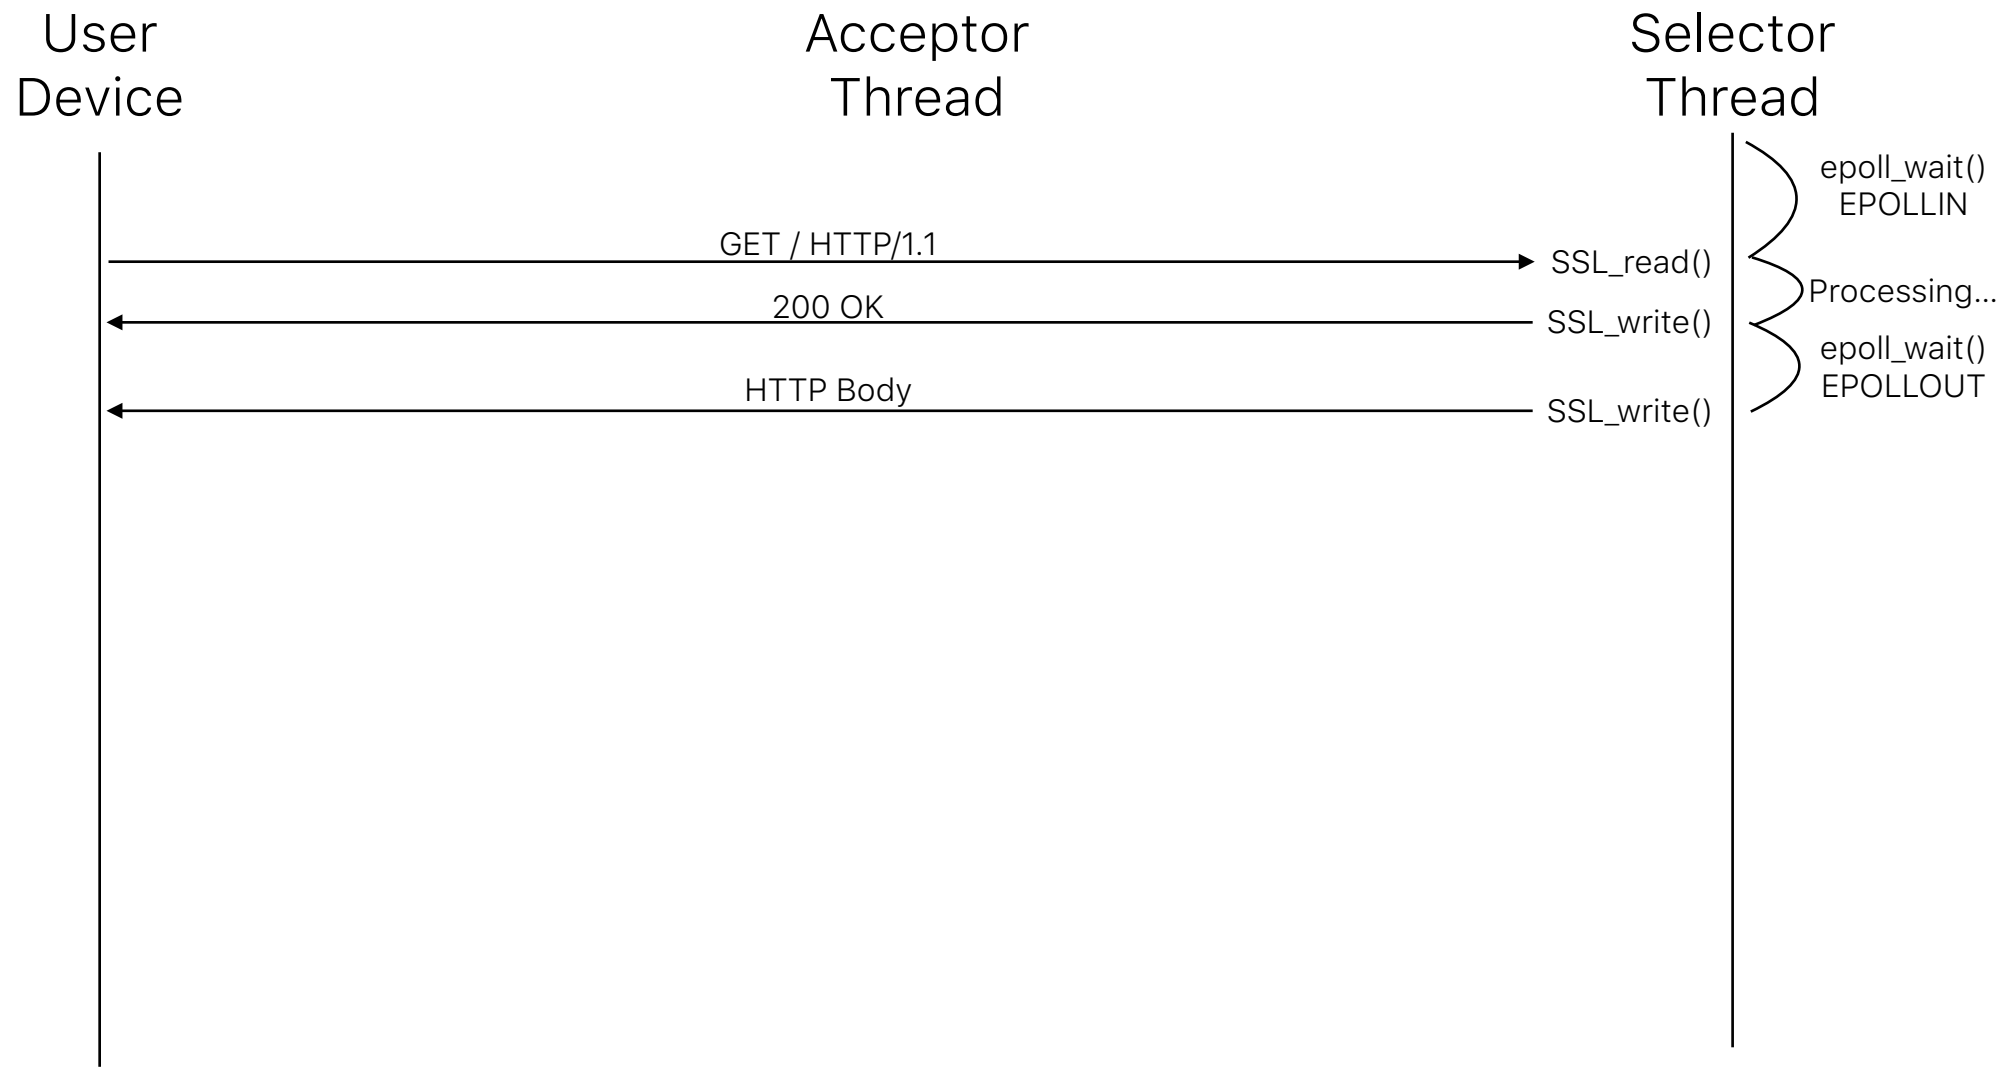 User
Device
Acceptor
Thread
Selector
Thread
epoll_wait()
EPOLLIN
GET / HTTP/1.1
SSL_read()
Processing...
200 OK
SSL_write()
epoll_wait()
EPOLLOUT
HTTP Body
SSL_write()